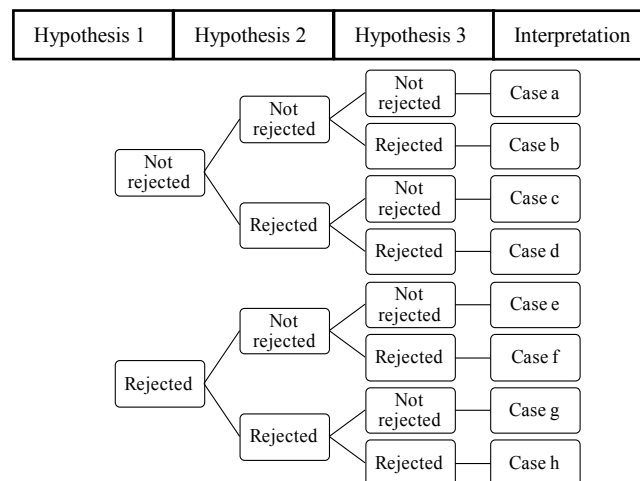 Hypothesis 1 Hypothesis 2 Hypothesis 3 Interpretation
Not
rejected
Case a
Not
rejected
Rejected
Case b
Not
rejected
Not
rejected
Case c
Rejected
Rejected
Case d
Not
rejected
Case e
Not
rejected
Rejected
Case f
Rejected
Not
rejected
Case g
Rejected
Rejected
Case h